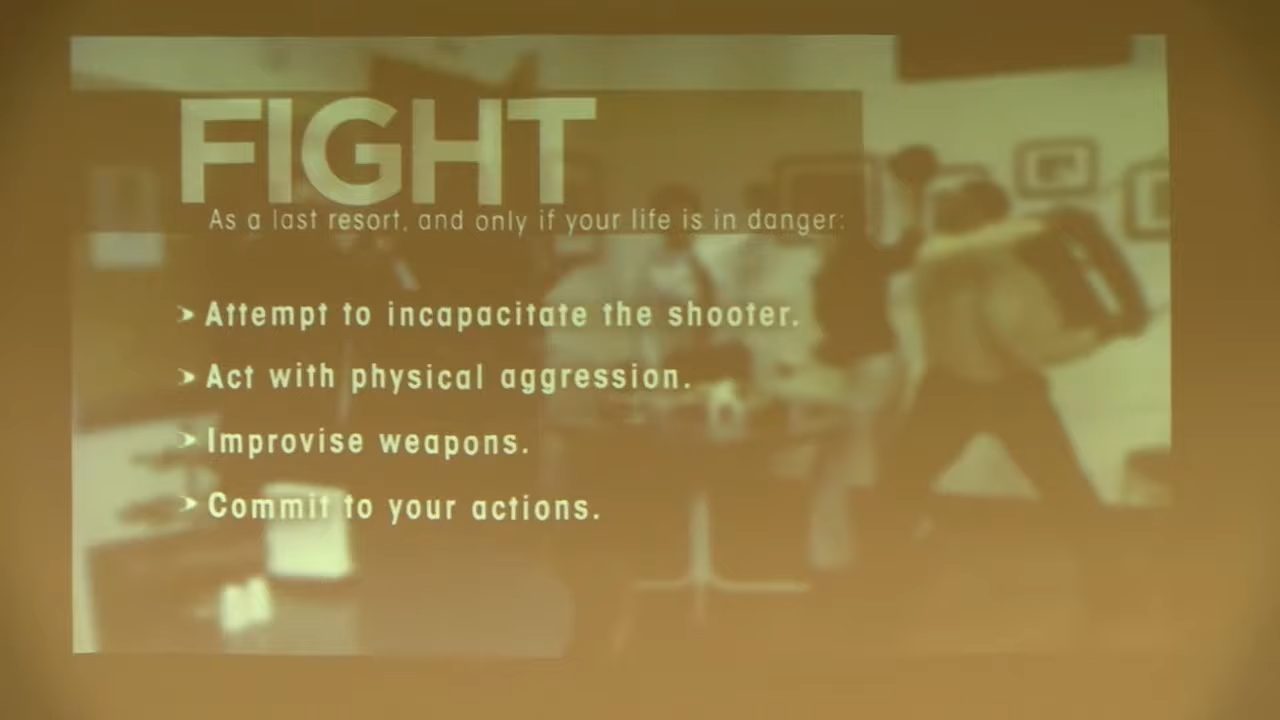 FIGHT
As a last resort, and only if your life is in danger:
➤ Attempt to incapacitate the shooter.
➤ Act with physical aggression.
➤ Improvise weapons.
➤ Commit to your actions.